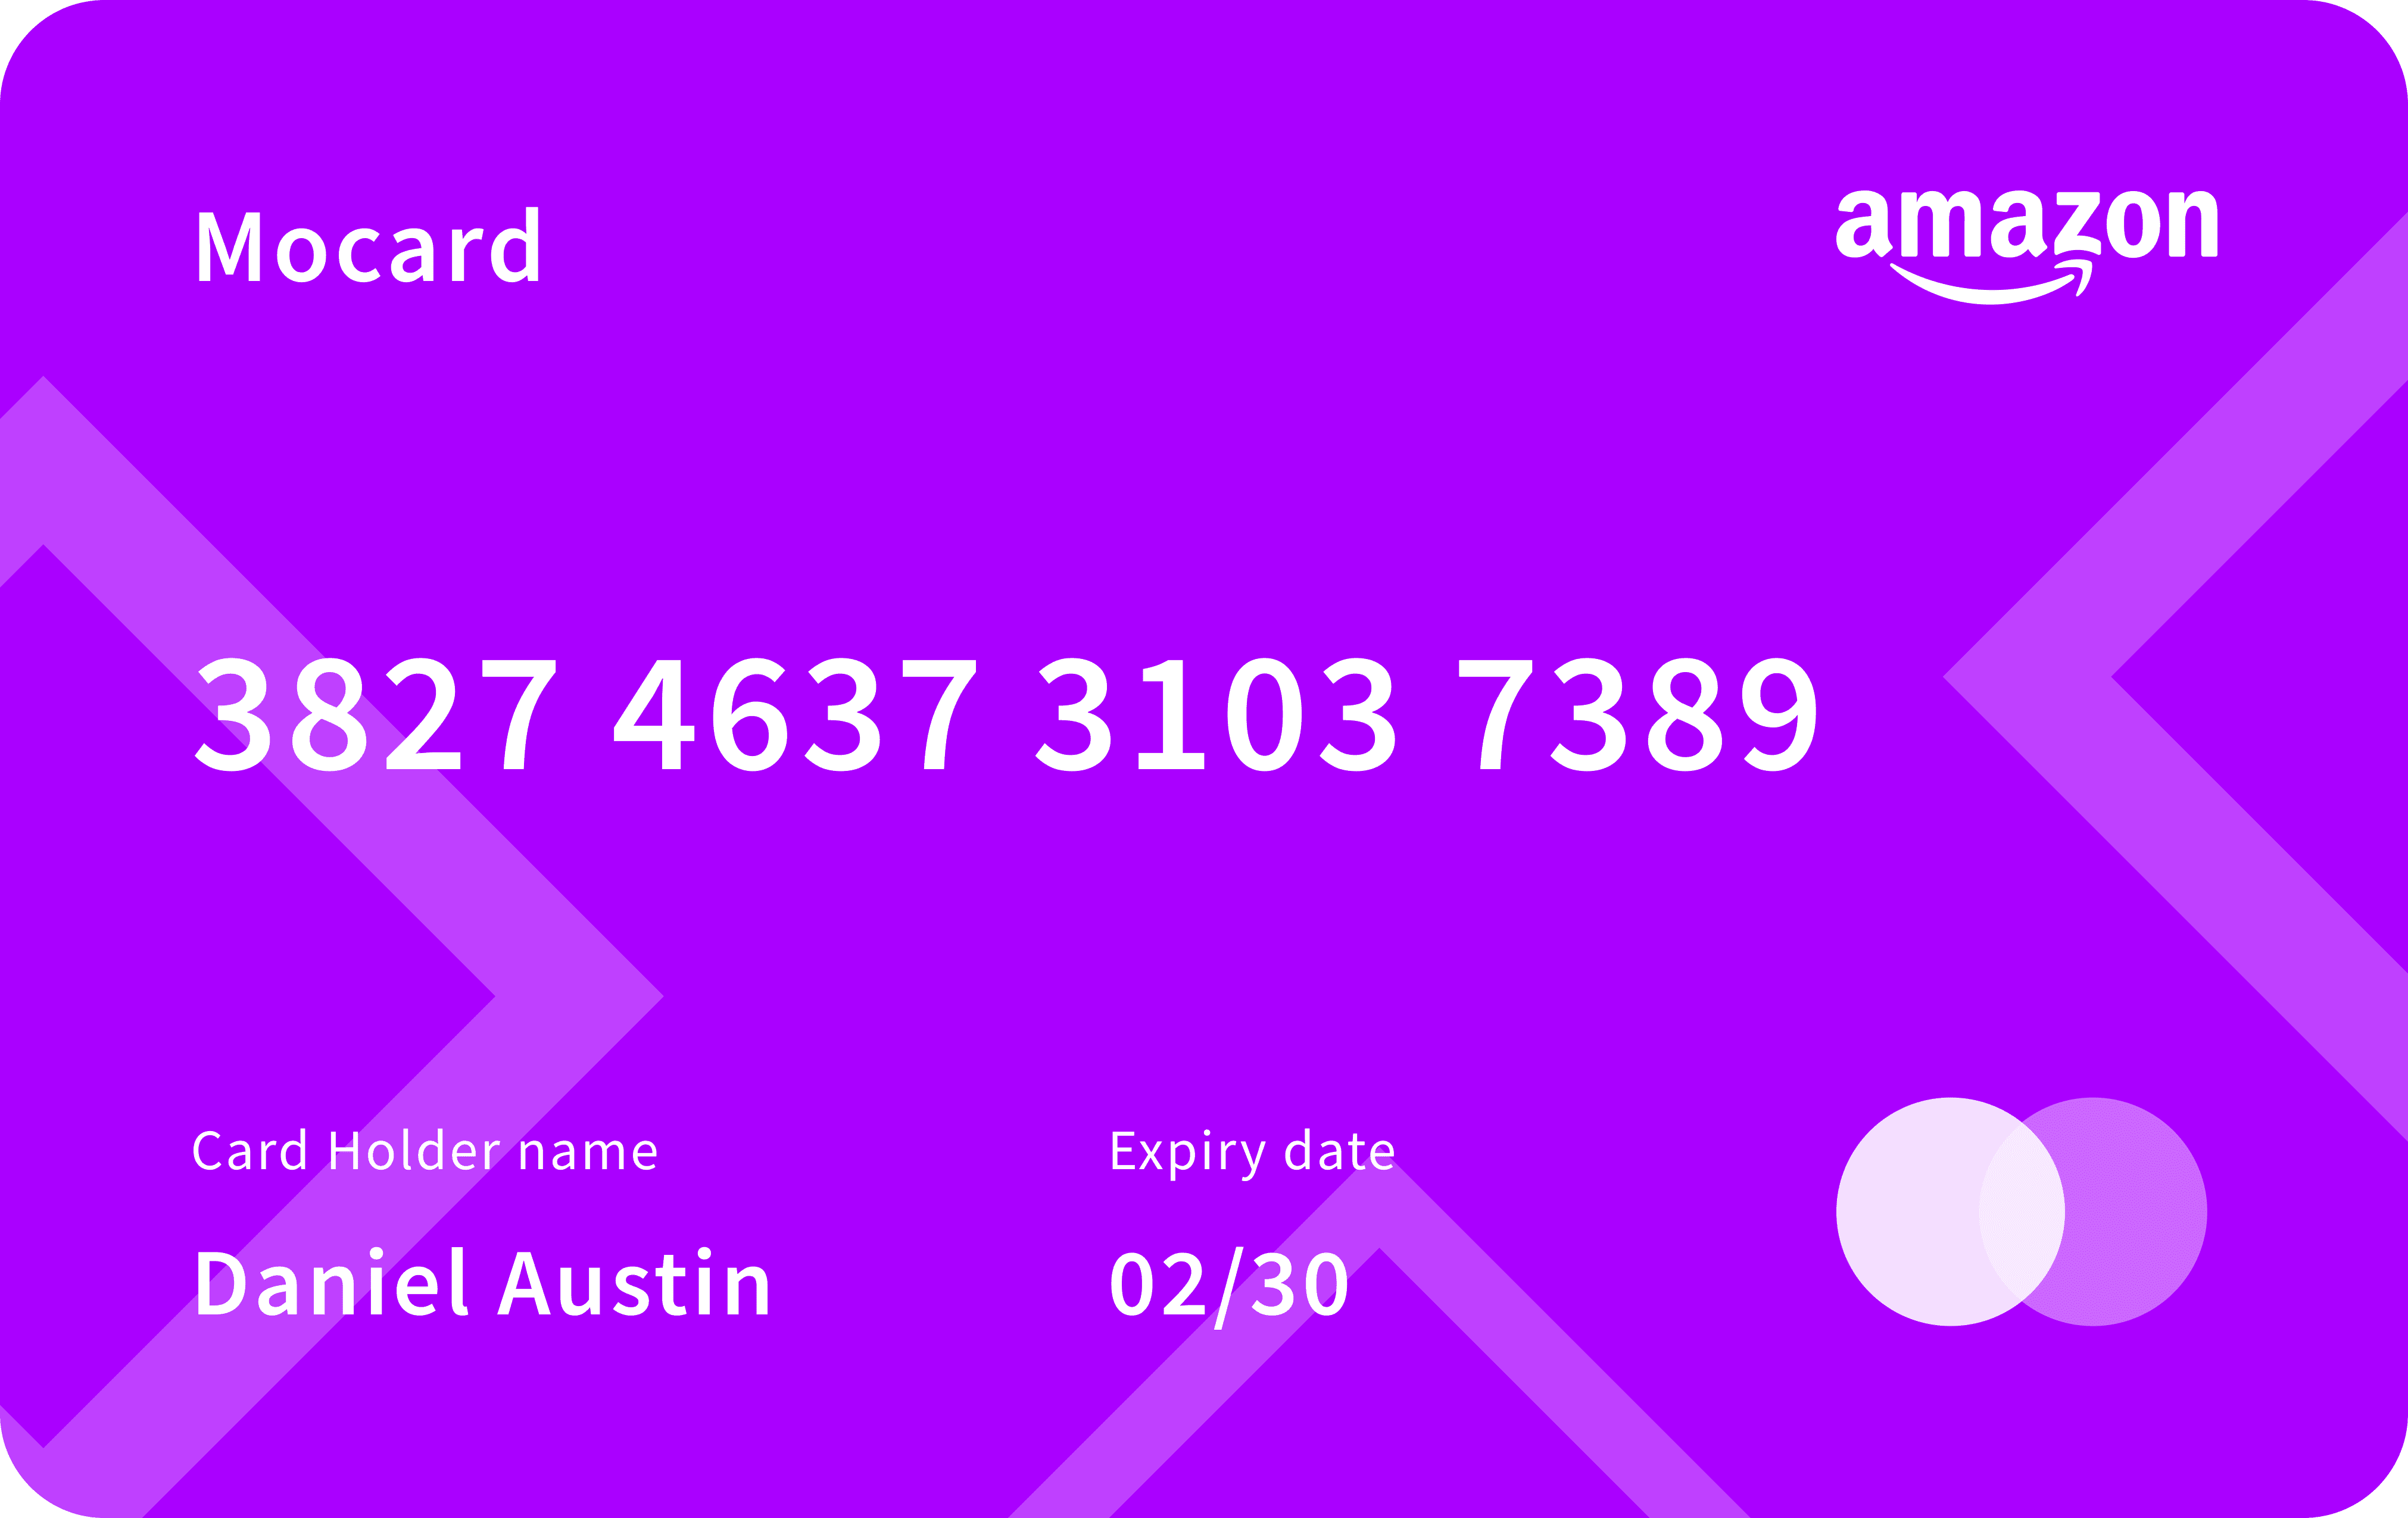 Mocard
amazon
3827 4637 3103 7389
Card Holder name
Expiry date
Daniel Austin
02/30